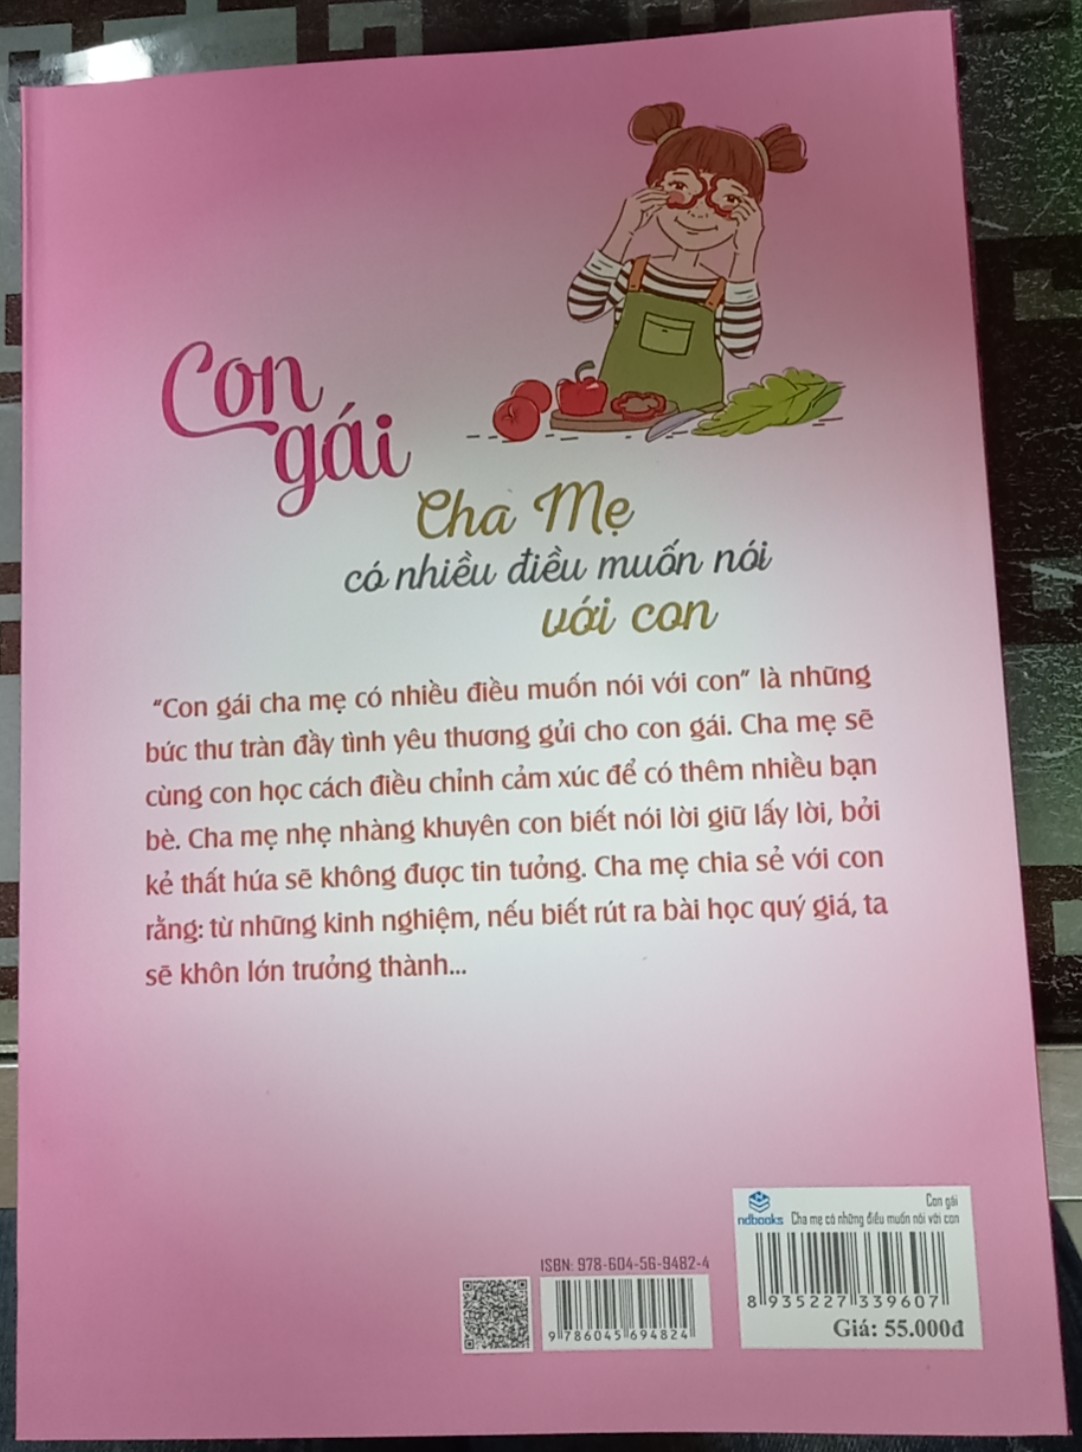 Con
gái
Cha Mẹ
có nhiều điều muốn nói
với con
"Con gái cha mẹ có nhiều điều muốn nói với con" là những
bức thư tràn đầy tình yêu thương gửi cho con gái. Cha mẹ sẽ
cùng con học cách điều chỉnh cảm xúc để có thêm nhiều bạn
bè. Cha mẹ nhẹ nhàng khuyên con biết nói lời giữ lấy lời, bởi
kẻ thất hứa sẽ không được tin tưởng. Cha mẹ chia sẻ với con
rằng: từ những kinh nghiệm, nếu biết rút ra bài học quý giá, ta
sẽ khôn lớn trưởng thành...
ISBN: 978-604-56-9482-4
9 786045 694824
ndbooks
Con gái
Cha mẹ có những điều muốn nói với con
8 935227 339607
Giá: 55.000đ